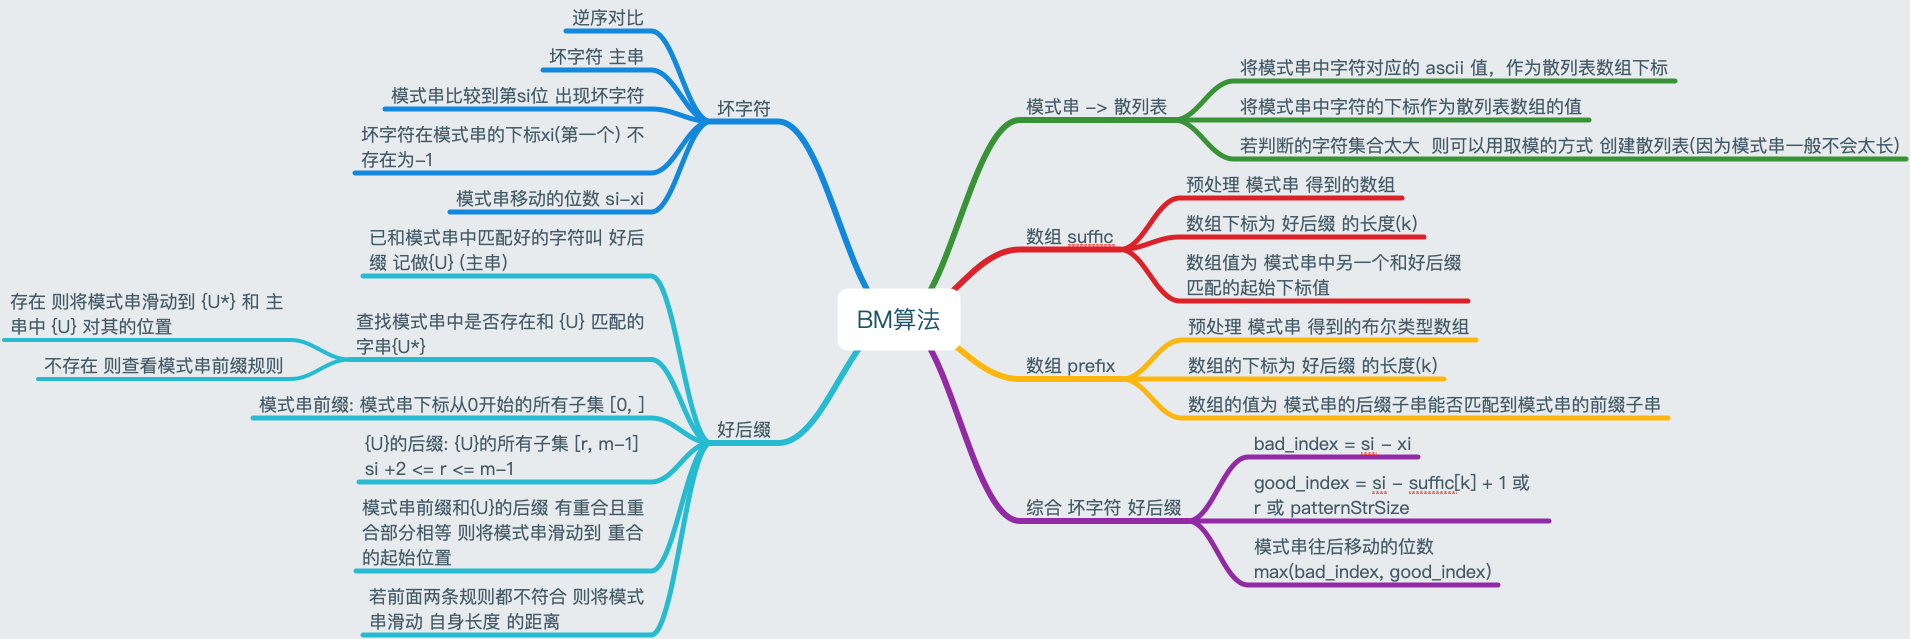 BM算法
坏字符
逆序对比
坏字符 主串
模式串比较到第si位 出现坏字符
坏字符在模式串的下标xi(第一个) 不
存在为-1
模式串移动的位数 si-xi
好后缀
已和模式串中匹配好的字符叫 好后
缀 记做{U} (主串)
查找模式串中是否存在和 {U} 匹配的
字串{U*}
存在 则将模式串滑动到 {U*} 和 主
串中 {U} 对其的位置
不存在 则查看模式串前缀规则
模式串前缀: 模式串下标从0开始的所有子集 [0, ]
{U}的后缀: {U}的所有子集 [r, m-1]
si +2 <= r <= m-1
模式串前缀和{U}的后缀 有重合且重
合部分相等 则将模式串滑动到 重合
的起始位置
若前面两条规则都不符合 则将模式
串滑动 自身长度 的距离
模式串 -> 散列表
将模式串中字符对应的 ascii 值，作为散列表数组下标
将模式串中字符的下标作为散列表数组的值
若判断的字符集合太大 则可以用取模的方式 创建散列表(因为模式串一般不会太长)
数组 suffic
预处理 模式串 得到的数组
数组下标为 好后缀 的长度(k)
数组值为 模式串中另一个和好后缀
匹配的起始下标值
数组 prefix
预处理 模式串 得到的布尔类型数组
数组的下标为 好后缀 的长度(k)
数组的值为 模式串的后缀子串能否匹配到模式串的前缀子串
综合 坏字符 好后缀
bad_index = si - xi
good_index = si - suffic[k] + 1 或
r 或 patternStrSize
模式串往后移动的位数
max(bad_index, good_index)